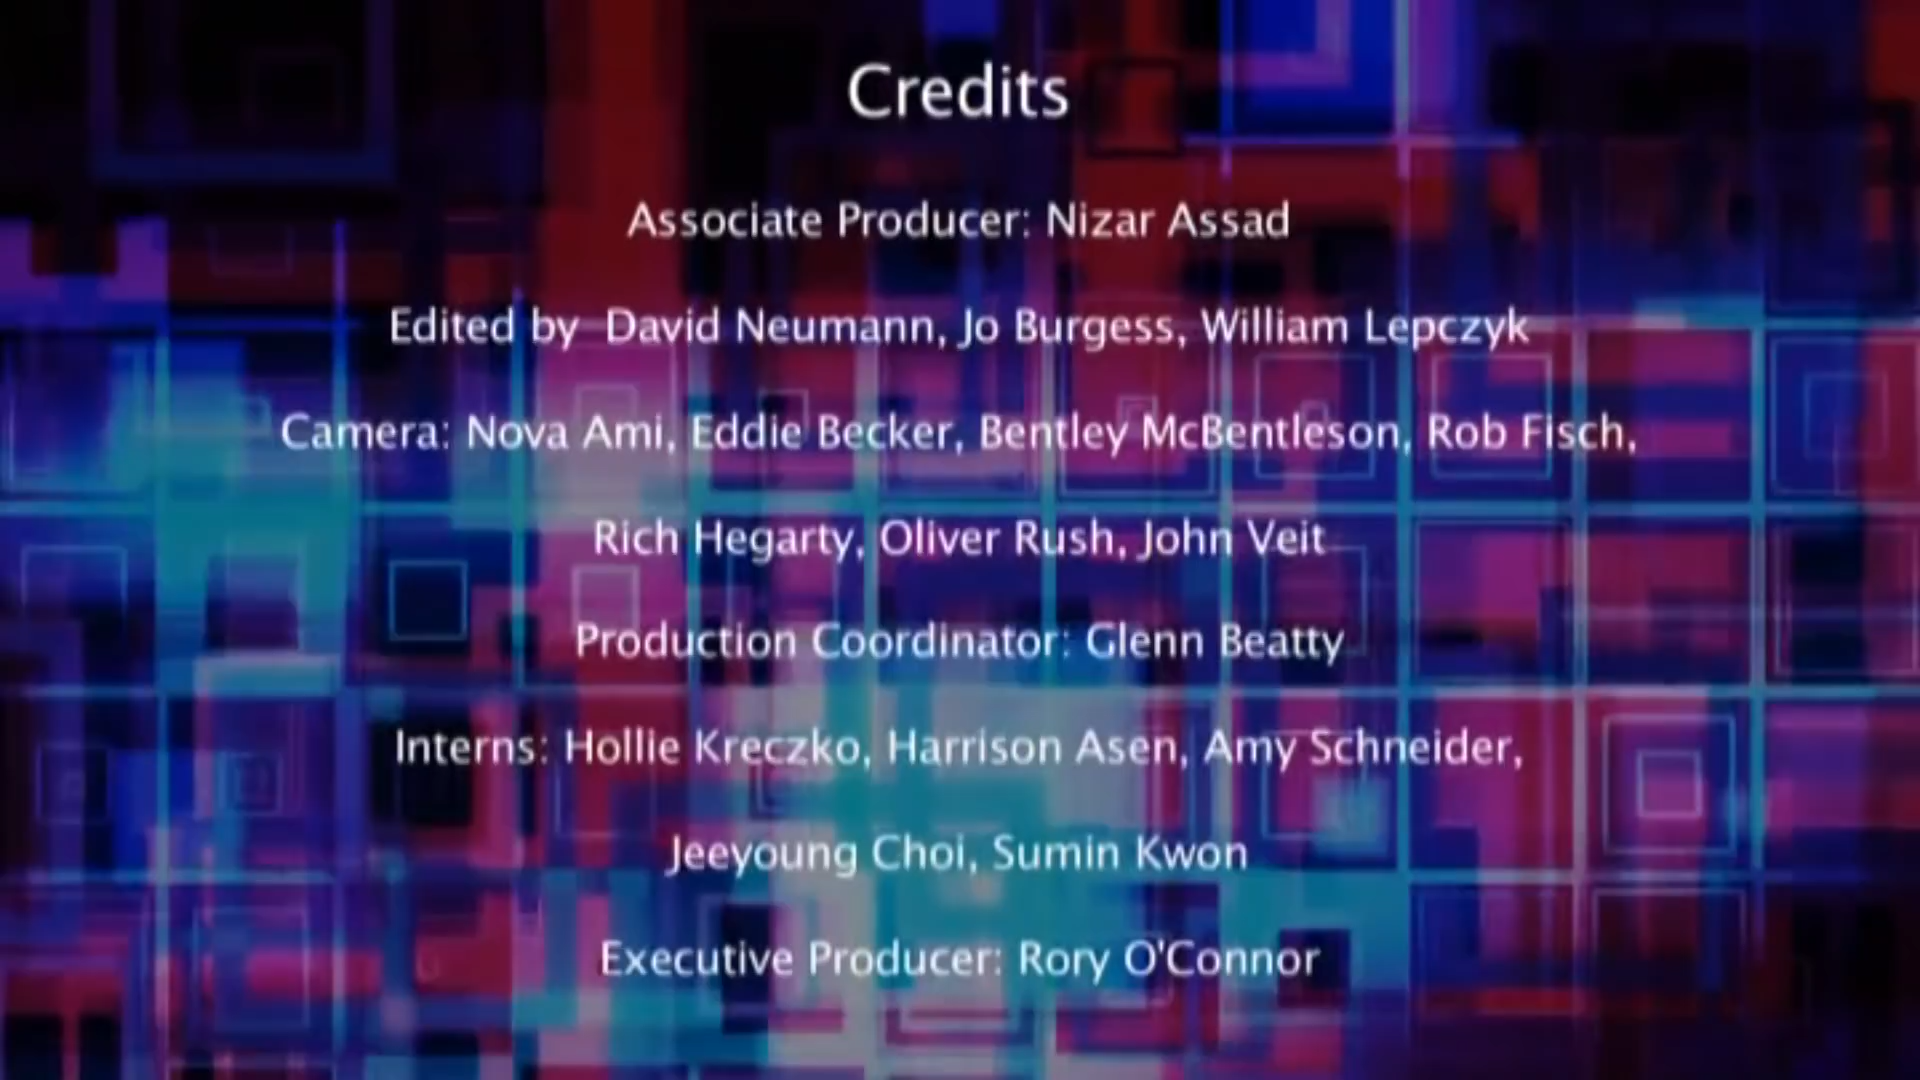 Credits
Associate Producer: Nizar Assad
Edited by  David Neumann, Jo Burgess, William Lepczyk
Camera: Nova Ami, Eddie Becker, Bentley McBentleson, Rob Fisch,
Rich Hegarty, Oliver Rush, John Veit
Production Coordinator: Glenn Beatty
Interns: Hollie Kreczko, Harrison Asen, Amy Schneider,
Jeeyoung Choi, Sumin Kwon
Executive Producer: Rory O'Connor